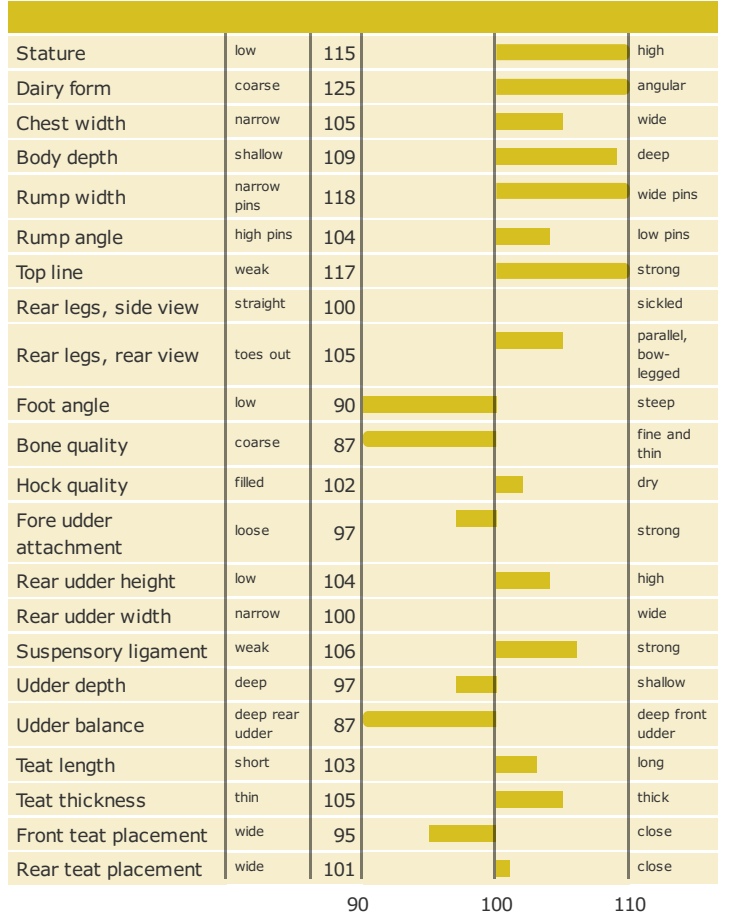 Stature low 115 high
Dairy form coarse 125 angular
Chest width narrow 105 wide
Body depth shallow 109 deep
Rump width narrow pins 118 wide pins
Rump angle high pins 104 low pins
Top line weak 117 strong
Rear legs, side view straight 100 sickled
Rear legs, rear view toes out 105 parallel, bow-legged
Foot angle low 90 steep
Bone quality coarse 87 fine and thin
Hock quality filled 102 dry
Fore udder attachment loose 97 strong
Rear udder height low 104 high
Rear udder width narrow 100 wide
Suspensory ligament weak 106 strong
Udder depth deep 97 shallow
Udder balance deep rear udder 87 deep front udder
Teat length short 103 long
Teat thickness thin 105 thick
Front teat placement wide 95 close
Rear teat placement wide 101 close
90 100 110